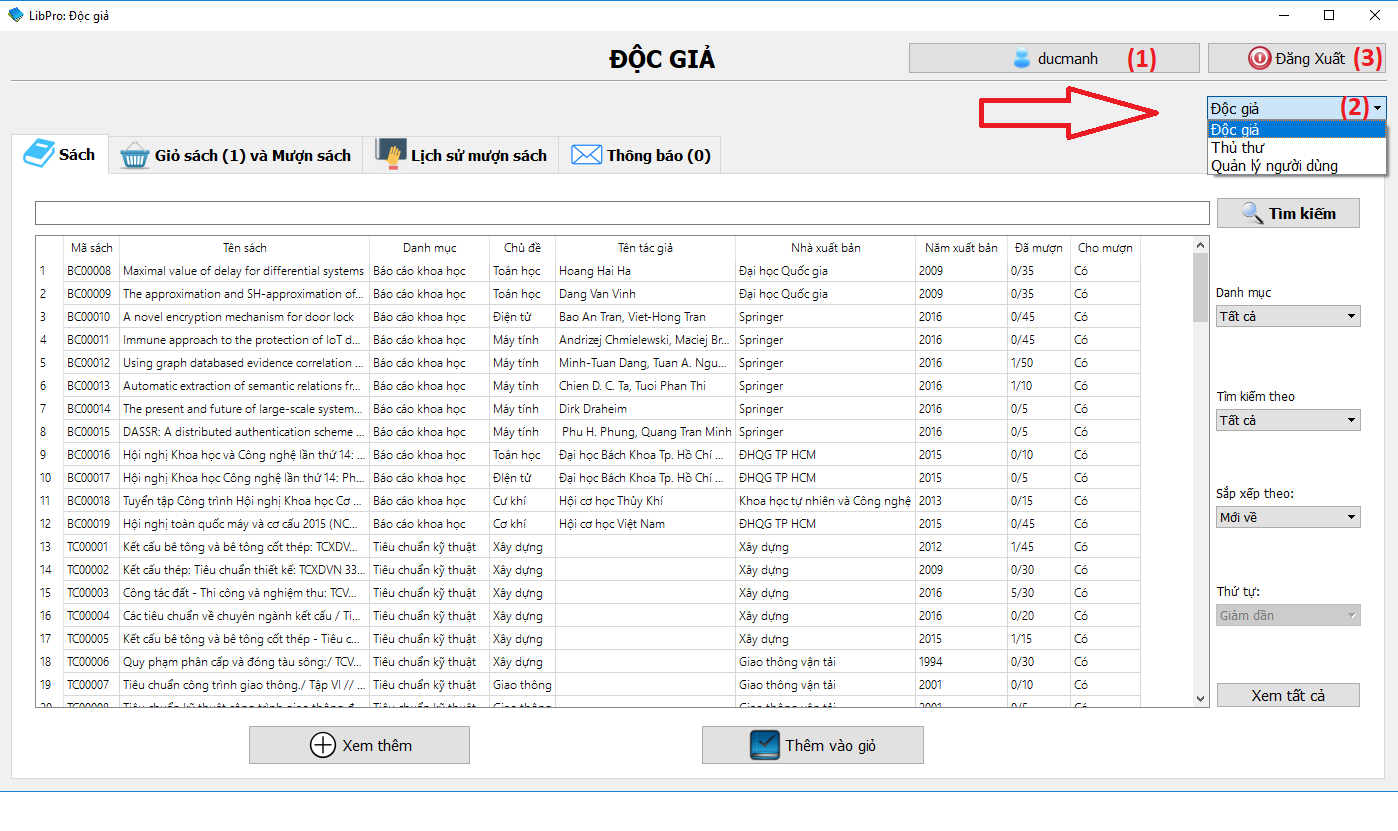 LibPro: Độc giả
ĐỘC GIẢ
ducmanh (1)
Đăng Xuất (3)
Độc giả (2)
Độc giả
Thủ thư
Quản lý người dùng
Sách
Giỏ sách (1) và Mượn sách
Lịch sử mượn sách
Thông báo (0)
Tìm kiếm
Mã sách Tên sách Danh mục Chủ đề Tên tác giả Nhà xuất bản Năm xuất bản Đã mượn Cho mượn
1 BC00008 Maximal value of delay for differential systems Báo cáo khoa học Toán học Hoang Hai Ha Đại học Quốc gia 2009 0/35 Có
2 BC00009 The approximation and SH-approximation of... Báo cáo khoa học Toán học Dang Van Vinh Đại học Quốc gia 2009 0/35 Có
3 BC00010 A novel encryption mechanism for door lock Báo cáo khoa học Điện tử Bao An Tran, Viet-Hong Tran Springer 2016 0/45 Có
4 BC00011 Immune approach to the protection of IoT d... Báo cáo khoa học Máy tính Andrizej Chmielewski, Maciej Br... Springer 2016 0/45 Có
5 BC00012 Using graph databased evidence correlation ... Báo cáo khoa học Máy tính Minh-Tuan Dang, Tuan A. Ngu... Springer 2016 1/50 Có
6 BC00013 Automatic extraction of semantic relations fr... Báo cáo khoa học Máy tính Chien D. C. Ta, Tuoi Phan Thi Springer 2016 1/10 Có
7 BC00014 The present and future of large-scale system... Báo cáo khoa học Máy tính Dirk Draheim Springer 2016 0/5 Có
8 BC00015 DASSR: A distributed authentication scheme ... Báo cáo khoa học Máy tính Phu H. Phung, Quang Tran Minh Springer 2016 0/5 Có
9 BC00016 Hội nghị Khoa học và Công nghệ lần thứ 14: ... Báo cáo khoa học Toán học Đại học Bách Khoa Tp. Hồ Chí ... ĐHQG TP HCM 2015 0/10 Có
10 BC00017 Hội nghị Khoa học Công nghệ lần thứ 14: Ph... Báo cáo khoa học Điện tử Đại học Bách Khoa Tp. Hồ Chí ... ĐHQG TP HCM 2015 0/5 Có
11 BC00018 Tuyển tập Công trình Hội nghị Khoa học Cơ ... Báo cáo khoa học Cư khí Hội cơ học Thủy Khí Khoa học tự nhiên và Công nghệ 2013 0/15 Có
12 BC00019 Hội nghị toàn quốc máy và cơ cấu 2015 (NC... Báo cáo khoa học Cơ khí Hội cơ học Việt Nam ĐHQG TP HCM 2015 0/45 Có
13 TC00001 Kết cấu bê tông và bê tông cốt thép: TCXDV... Tiêu chuẩn kỹ thuật Xây dựng Xây dựng 2012 1/45 Có
14 TC00002 Kết cấu thép: Tiêu chuẩn thiết kế: TCXDVN 33... Tiêu chuẩn kỹ thuật Xây dựng Xây dựng 2009 0/30 Có
15 TC00003 Công tác đất - Thi công và nghiệm thu: TCV... Tiêu chuẩn kỹ thuật Xây dựng Xây dựng 2016 5/30 Có
16 TC00004 Các tiêu chuẩn về chuyên ngành kết cấu / Ti... Tiêu chuẩn kỹ thuật Xây dựng Xây dựng 2016 0/20 Có
17 TC00005 Kết cấu bê tông và bê tông cốt thép - Tiêu c... Tiêu chuẩn kỹ thuật Xây dựng Xây dựng 2015 1/15 Có
18 TC00006 Quy phạm phân cấp và đóng tàu sông:/ TCV... Tiêu chuẩn kỹ thuật Xây dựng Giao thông vận tải 1994 0/30 Có
19 TC00007 Tiêu chuẩn công trình giao thông./ Tập VI // ... Tiêu chuẩn kỹ thuật Giao thông Giao thông vận tải 2001 0/10 Có
Danh mục
Tất cả
Tìm kiếm theo
Tất cả
Sắp xếp theo:
Mới về
Thứ tự:
Giảm dần
Xem tất cả
Xem thêm
Thêm vào giỏ